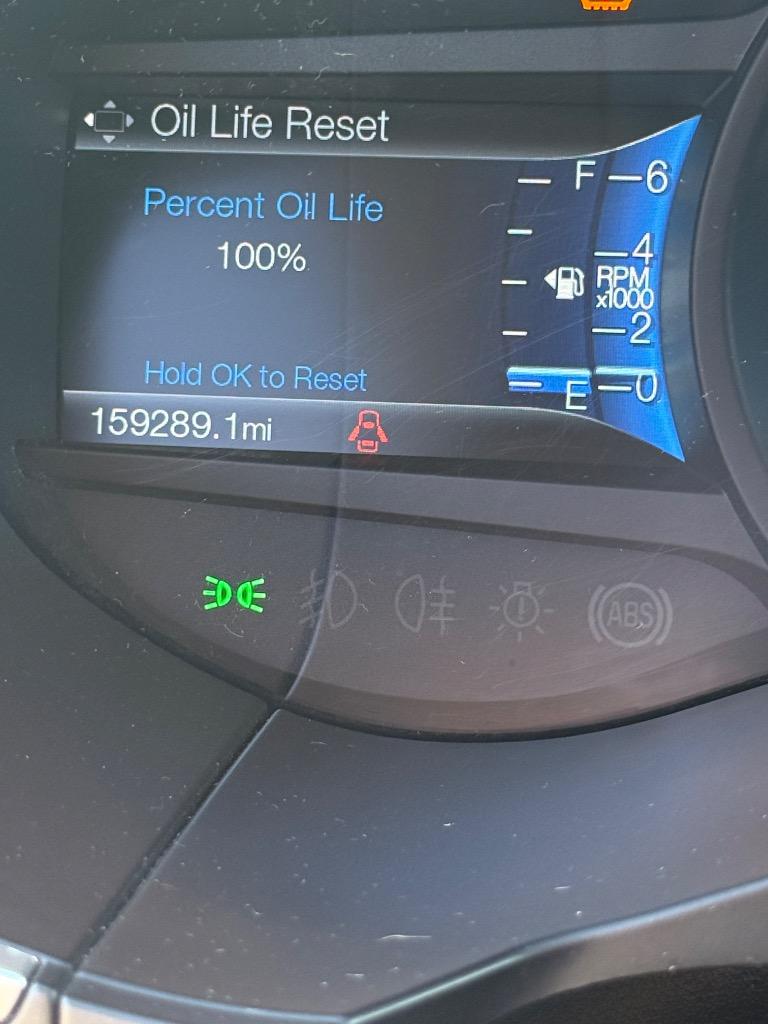 Oil Life Reset
Percent Oil Life
100%
Hold OK to Reset
159289.1mi
F
E
6
4
RPM
x1000
2
0
ABS